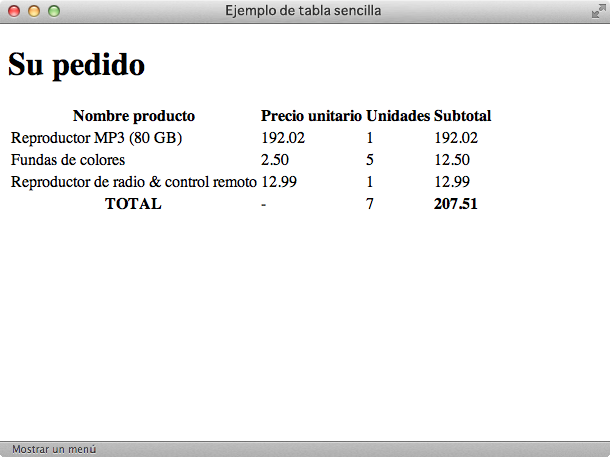 Ejemplo de tabla sencilla
Su pedido
Nombre producto Precio unitario Unidades Subtotal
Reproductor MP3 (80 GB) 192.02 1 192.02
Fundas de colores 2.50 5 12.50
Reproductor de radio & control remoto 12.99 1 12.99
TOTAL - 7 207.51
Mostrar un menú